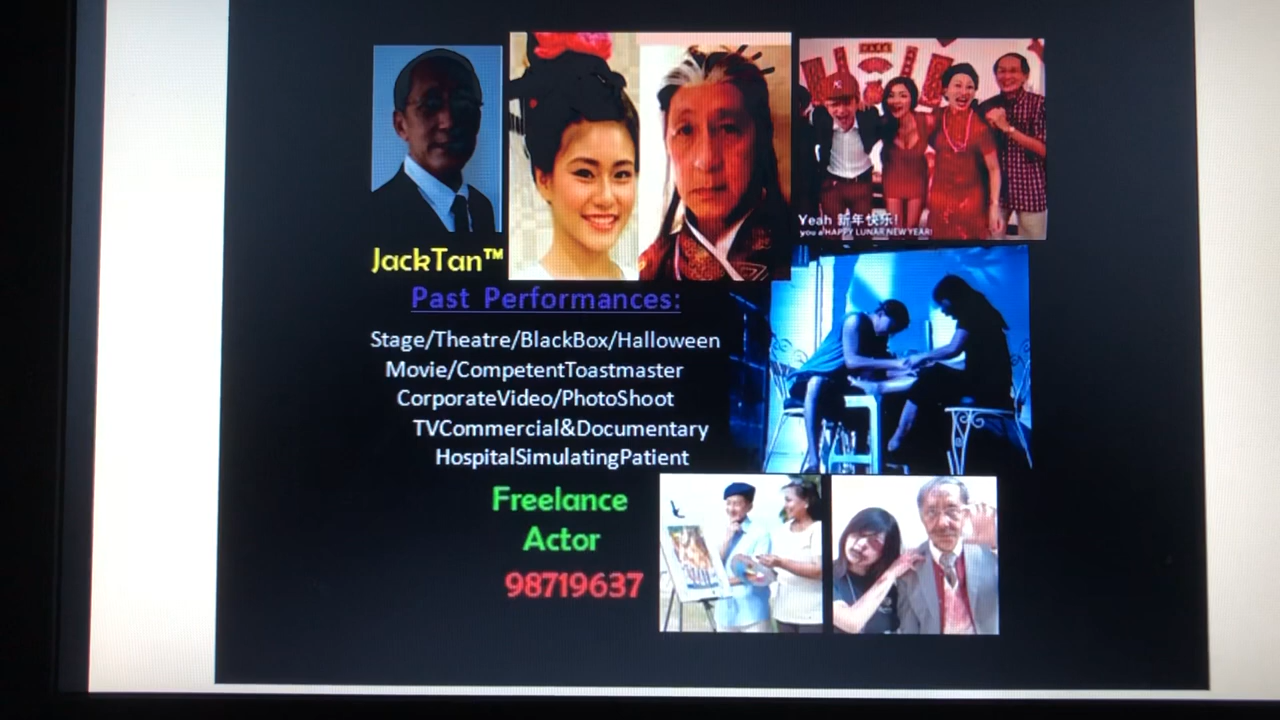 JackTan™
Yeah 新年快乐!
you a HAPPY LUNAR NEW YEAR!
Past Performances:
Stage/Theatre/BlackBox/Halloween
Movie/CompetentToastmaster
CorporateVideo/PhotoShoot
TVCommercial&Documentary
HospitalSimulatingPatient
Freelance
Actor
98719637